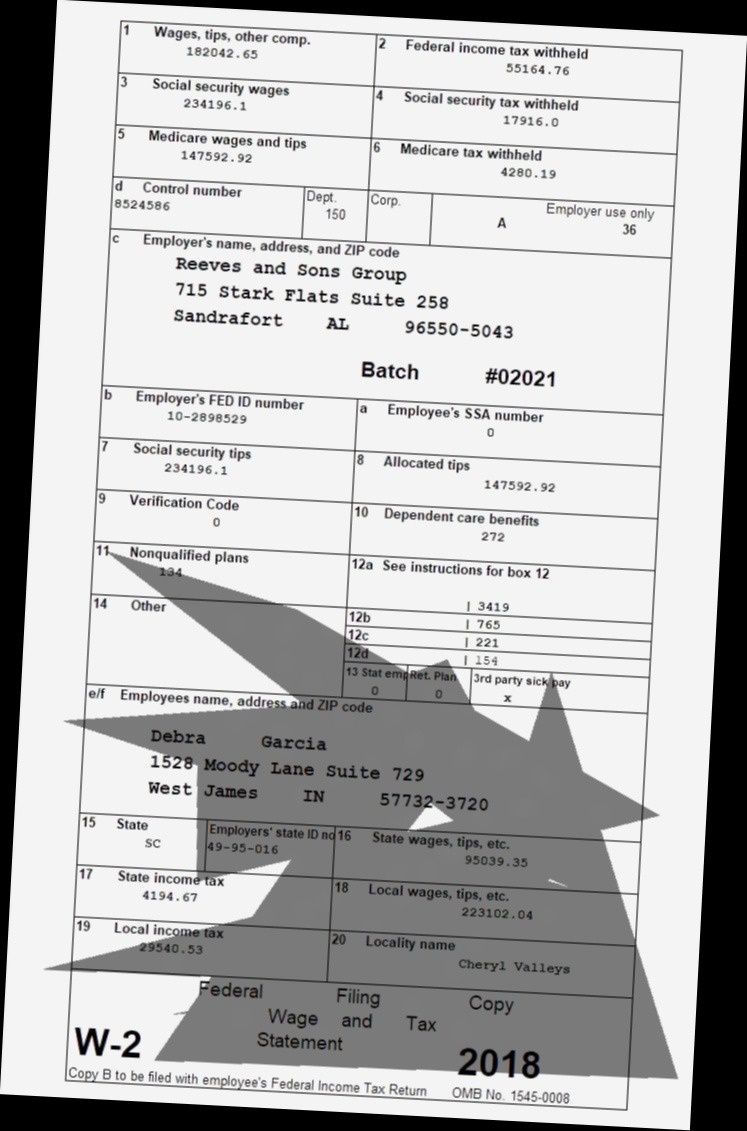 1 Wages, tips, other comp. 2 Federal income tax withheld
182042.65 55164.76
3 Social security wages 4 Social security tax withheld
234196.1 17916.0
5 Medicare wages and tips 6 Medicare tax withheld
147592.92 4280.19
d Control number Dept. Corp. Employer use only
8524586 150 A 36
c Employer's name, address, and ZIP code
Reeves and Sons Group
715 Stark Flats Suite 258
Sandrafort AL 96550-5043
Batch #02021
b Employer's FED ID number a Employee's SSA number
10-2898529 0
7 Social security tips 8 Allocated tips
234196.1 147592.92
9 Verification Code 10 Dependent care benefits
0 272
11 Nonqualified plans 12a See instructions for box 12
134 | 3419
14 Other 12b | 765
12c | 221
12d | 154
13 Stat emp Ret. Plan 3rd party sick pay
0 0 x
e/f Employees name, address and ZIP code
Debra Garcia
1528 Moody Lane Suite 729
West James IN 57732-3720
15 State Employers' state ID no 16 State wages, tips, etc.
SC 49-95-016 95039.35
17 State income tax 18 Local wages, tips, etc.
4194.67 223102.04
19 Local income tax 20 Locality name
29540.53 Cheryl Valleys
Federal Filing Copy
Wage and Tax
Statement
W-2 2018
Copy B to be filed with employee's Federal Income Tax Return OMB No. 1545-0008